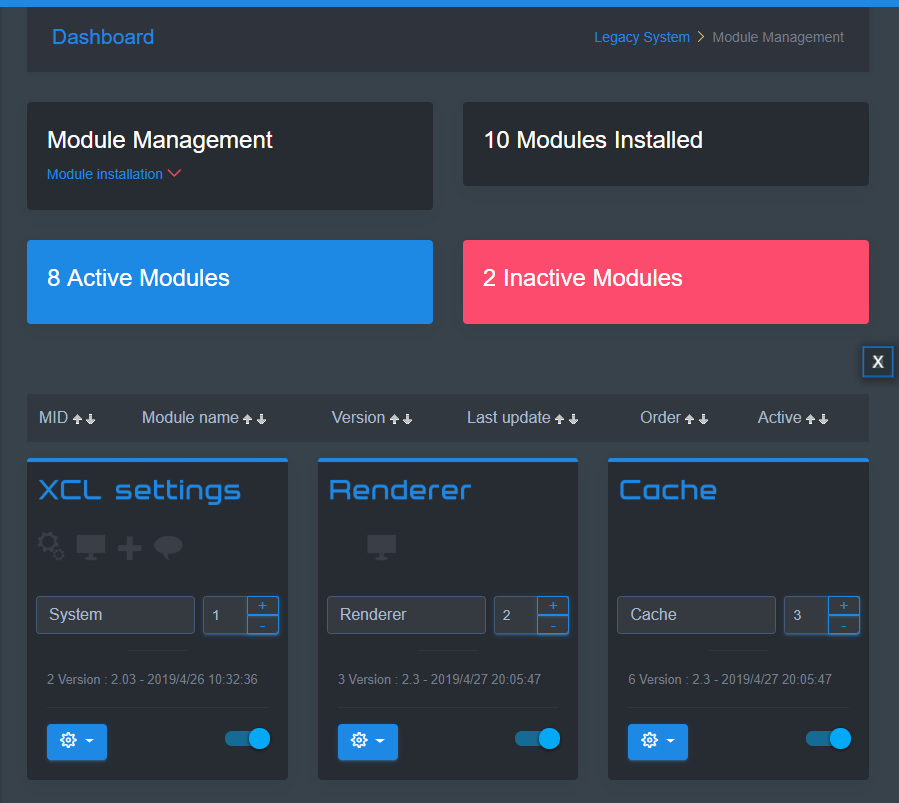 Dashboard
Legacy System > Module Management
Module Management
Module installation
10 Modules Installed
8 Active Modules
2 Inactive Modules
X
MID Module name Version Last update Order Active
XCL settings
System 1 + -
2 Version : 2.03 - 2019/4/26 10:32:36
Renderer
Renderer 2 + -
3 Version : 2.3 - 2019/4/27 20:05:47
Cache
Cache 3 + -
6 Version : 2.3 - 2019/4/27 20:05:47